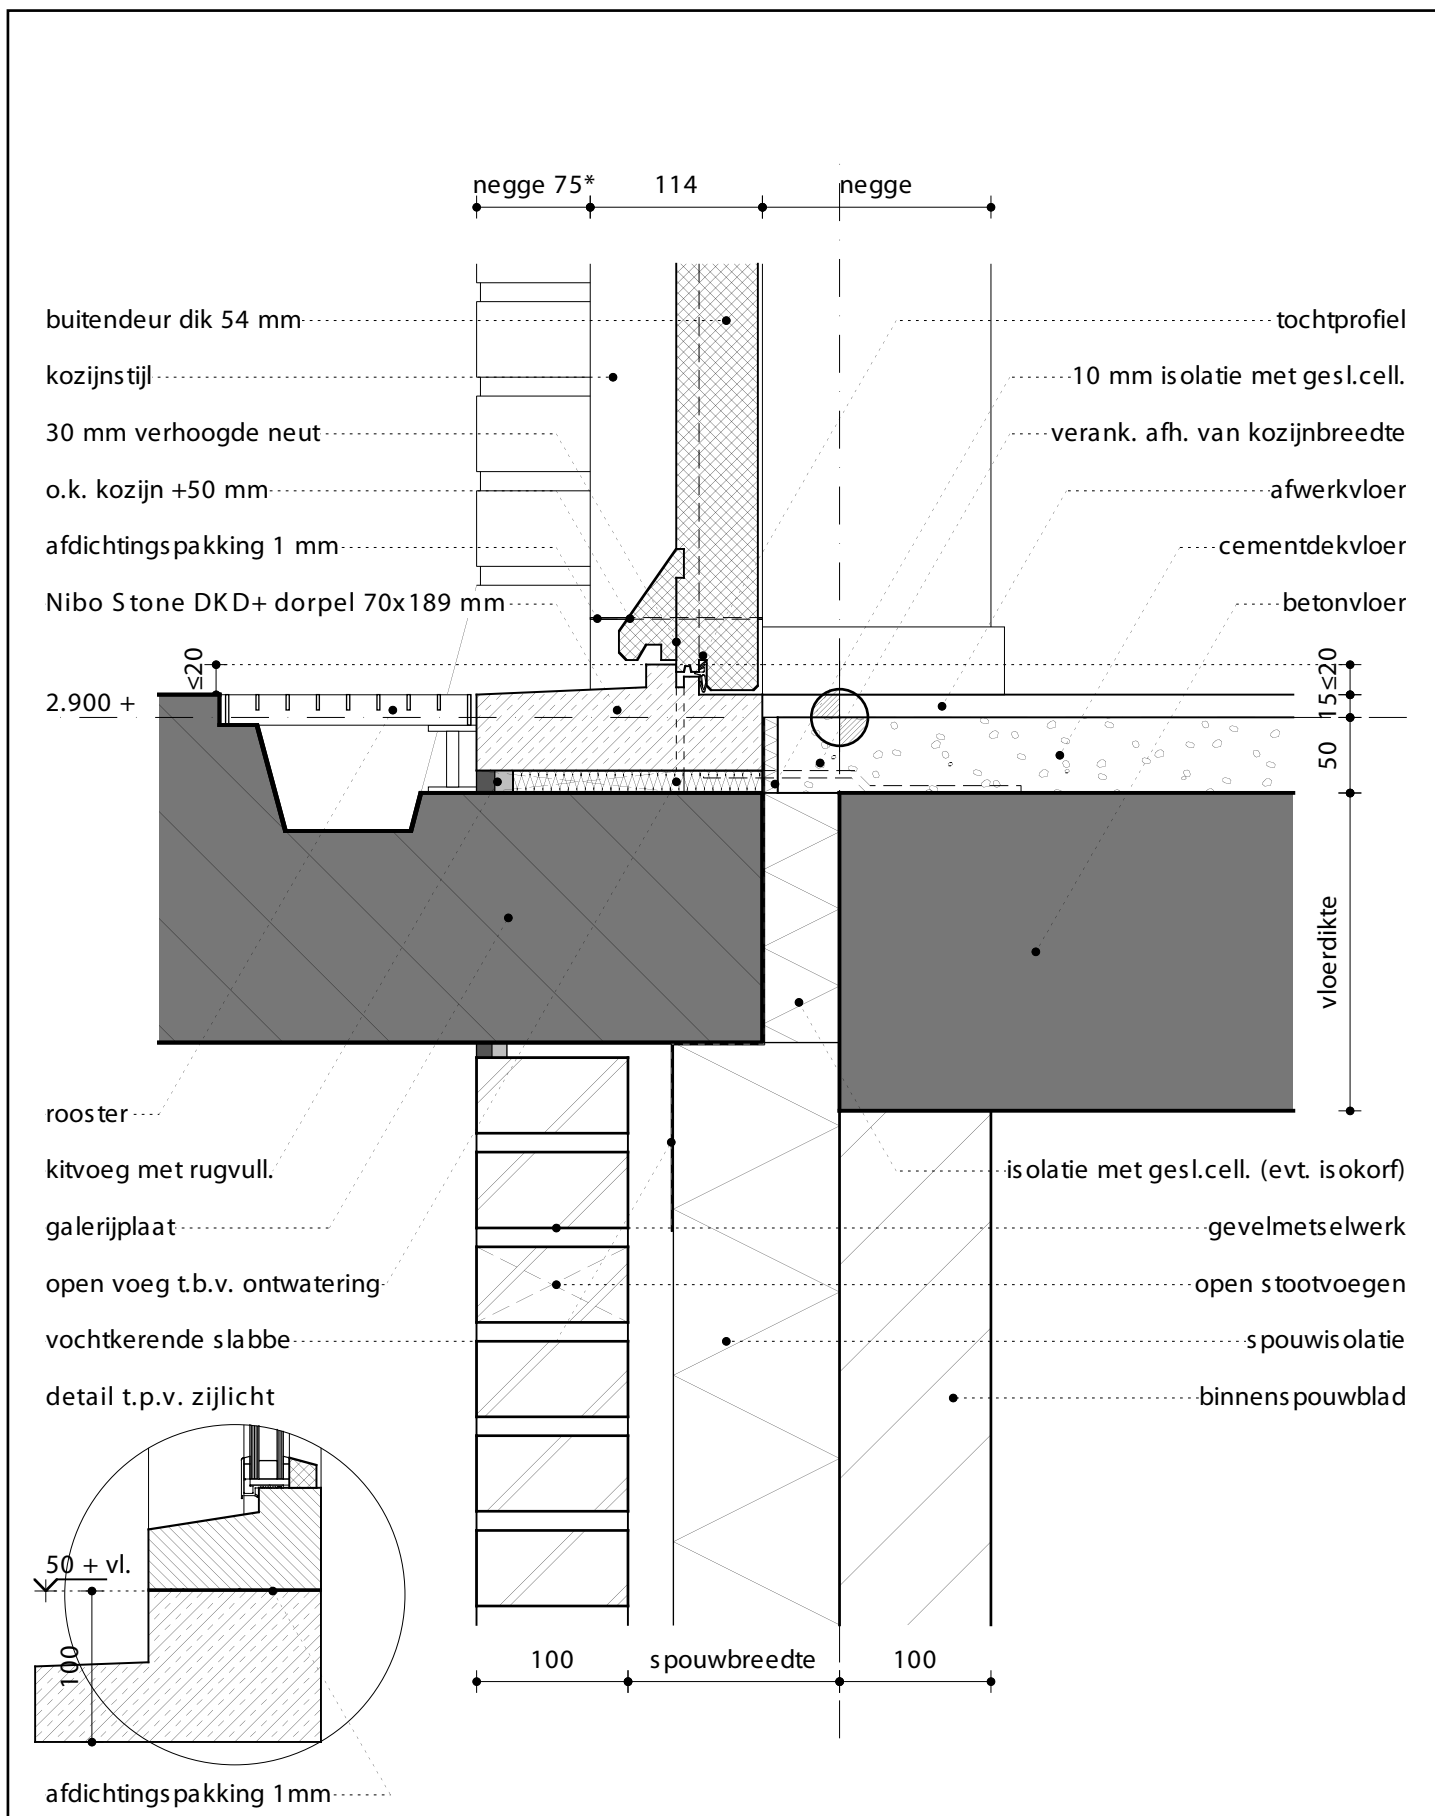 negge 75*
114
negge
buitendeur dik 54 mm
kozijnstijl
30 mm verhoogde neut
o.k. kozijn +50 mm
afdichtingspakking 1 mm
Nibo Stone DKD+ dorpel 70x189 mm
≤20
2.900 +
tochtprofiel
10 mm isolatie met gesl.cell.
verank. afh. van kozijnbreedte
afwerkvloer
cementdekvloer
betonvloer
≤20
15
50
vloerdikte
rooster
kitvoeg met rugvull.
galerijplaat
open voeg t.b.v. ontwatering
vochtkerende slabbe
detail t.p.v. zijlicht
isolatie met gesl.cell. (evt. isokorf)
gevelmetselwerk
open stootvoegen
spouwisolatie
binnenspouwblad
50 + vl.
100
100
spouwbreedte
100
afdichtingspakking 1mm